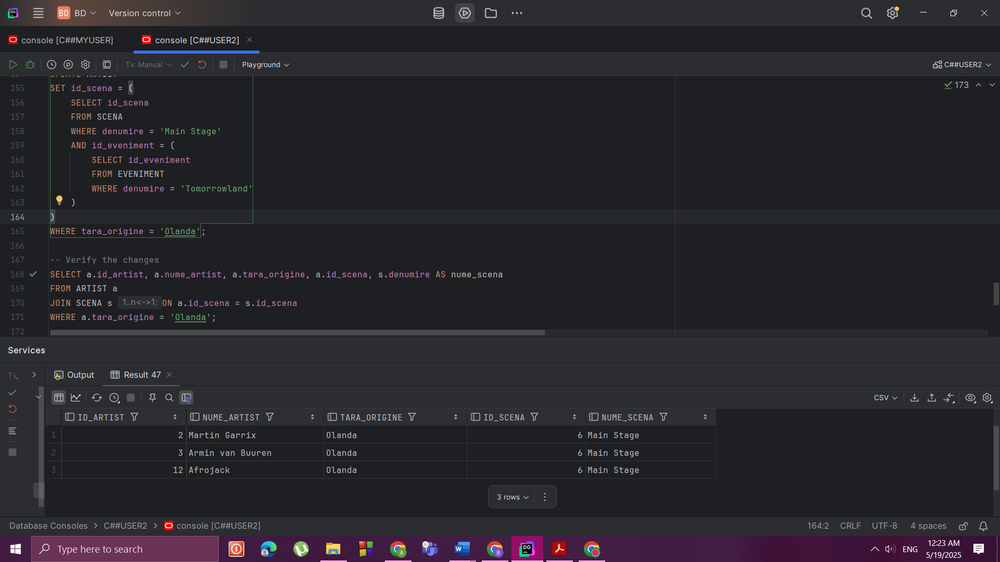 BD BD Version control
console [C##MYUSER] console [C##USER2]
Tx: Manual Playground C##USER2
173
155 SET id_scena = (
156 SELECT id_scena
157 FROM SCENA
158 WHERE denumire = 'Main Stage'
159 AND id_eveniment = (
160 SELECT id_eveniment
161 FROM EVENIMENT
162 WHERE denumire = 'Tomorrowland'
163 )
164 )
165 WHERE tara_origine = 'Olanda';
166
167 -- Verify the changes
168 SELECT a.id_artist, a.nume_artist, a.tara_origine, a.id_scena, s.denumire AS nume_scena
169 FROM ARTIST a
170 JOIN SCENA s 1..n<->1: ON a.id_scena = s.id_scena
171 WHERE a.tara_origine = 'Olanda';
172
Services
Tx Output Result 47
CSV
ID_ARTIST NUME_ARTIST TARA_ORIGINE ID_SCENA NUME_SCENA
1 2 Martin Garrix Olanda 6 Main Stage
2 3 Armin van Buuren Olanda 6 Main Stage
3 12 Afrojack Olanda 6 Main Stage
3 rows
Database Consoles > C##USER2 > console [C##USER2] 164:2 CRLF UTF-8 4 spaces
Type here to search ENG 12:23 AM
5/19/2025